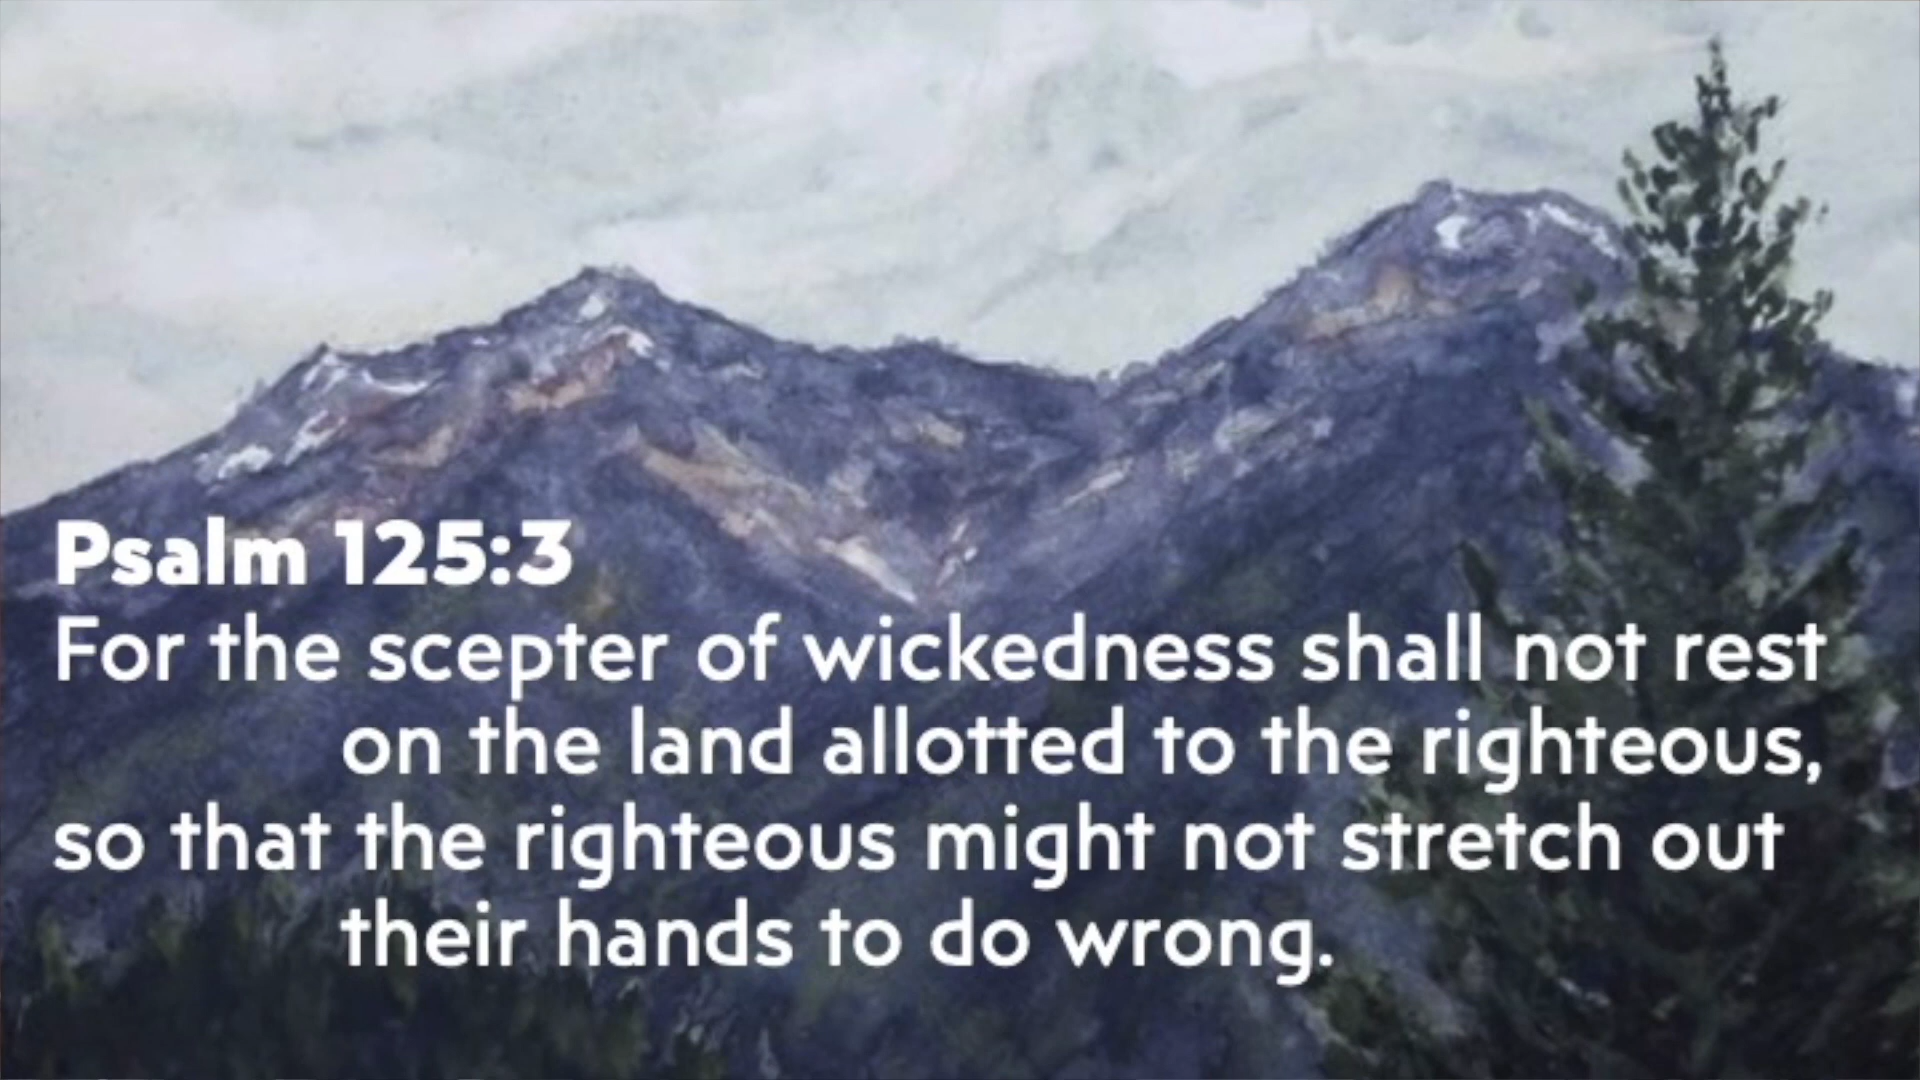 Psalm 125:3
For the scepter of wickedness shall not rest
on the land allotted to the righteous,
so that the righteous might not stretch out
their hands to do wrong.